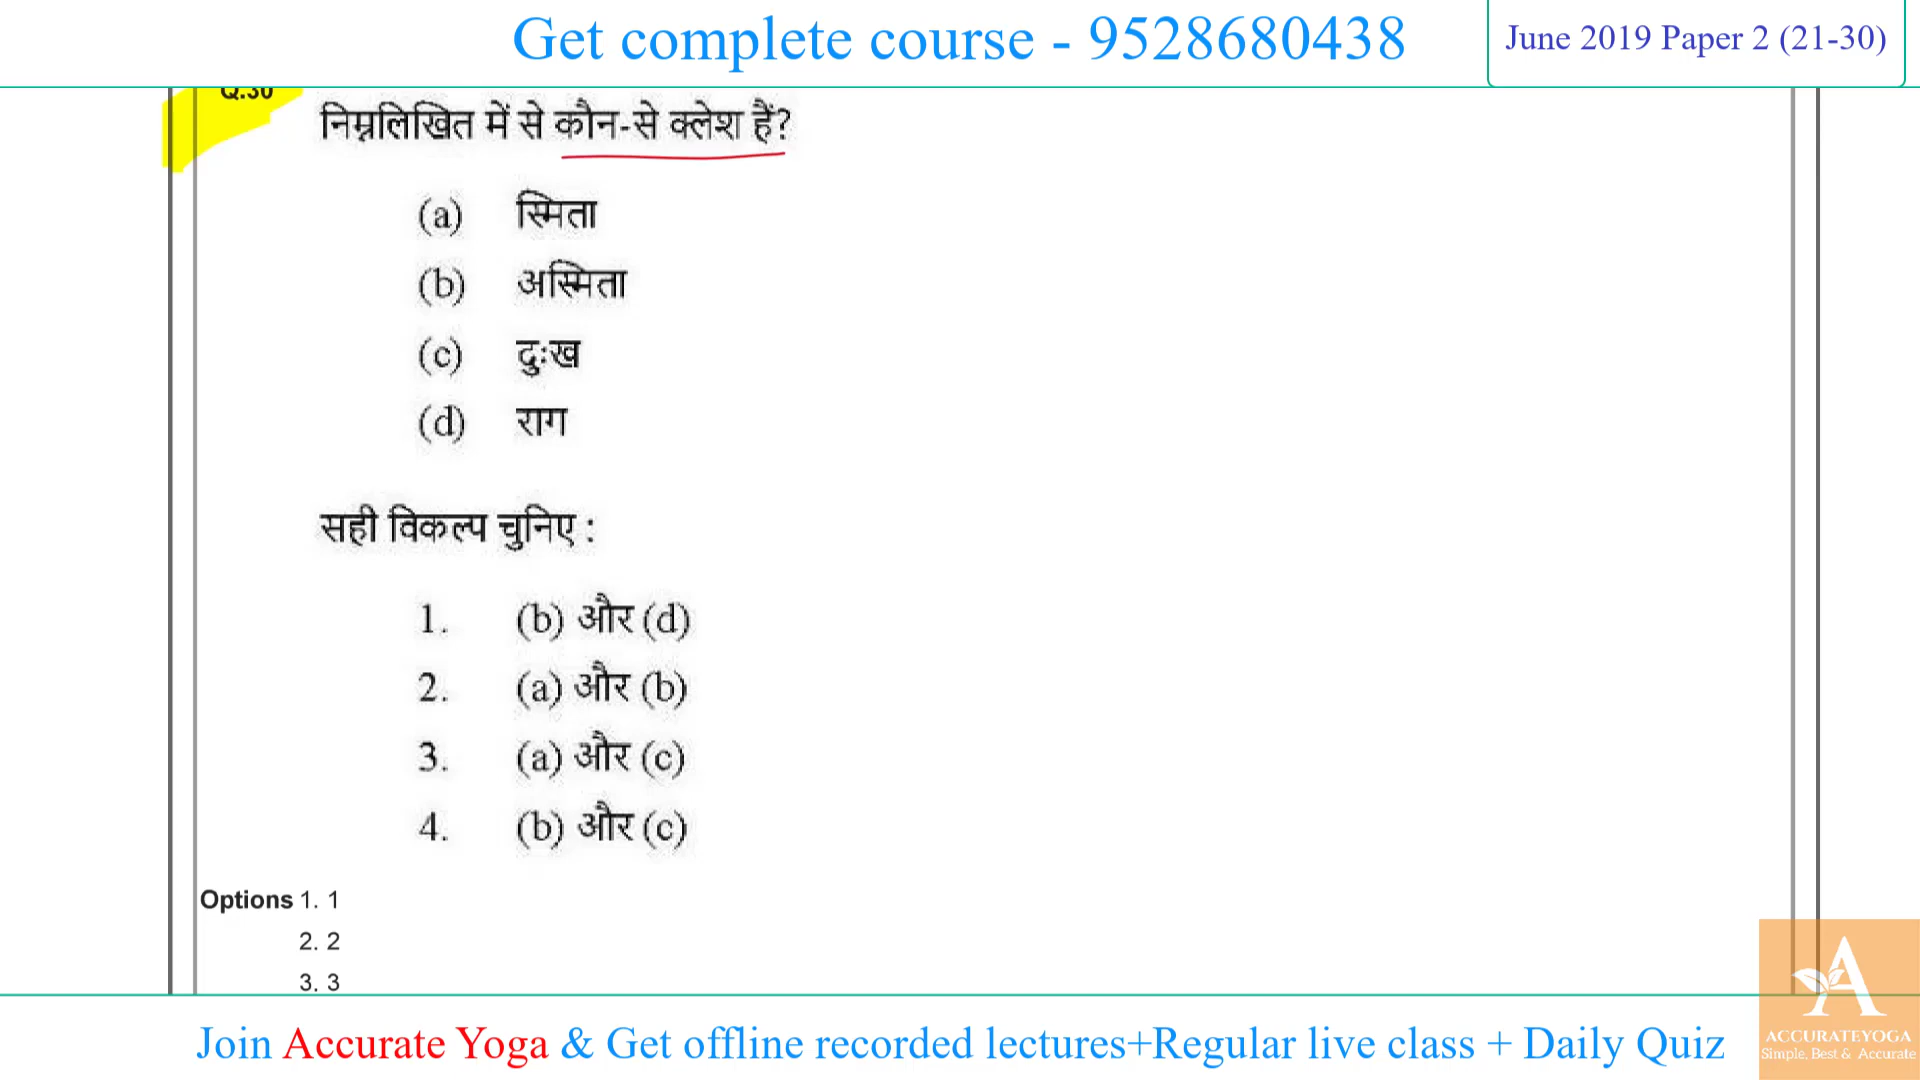 Get complete course - 9528680438
June 2019 Paper 2 (21-30)
Q.30
निम्नलिखित में से कौन-से क्लेश हैं?
(a) स्मिता
(b) अस्मिता
(c) दुःख
(d) राग
सही विकल्प चुनिए :
1. (b) और (d)
2. (a) और (b)
3. (a) और (c)
4. (b) और (c)
Options 1. 1
2. 2
3. 3
Join Accurate Yoga & Get offline recorded lectures+Regular live class + Daily Quiz
A
ACCURATEYOGA
Simple, Best & Accurate